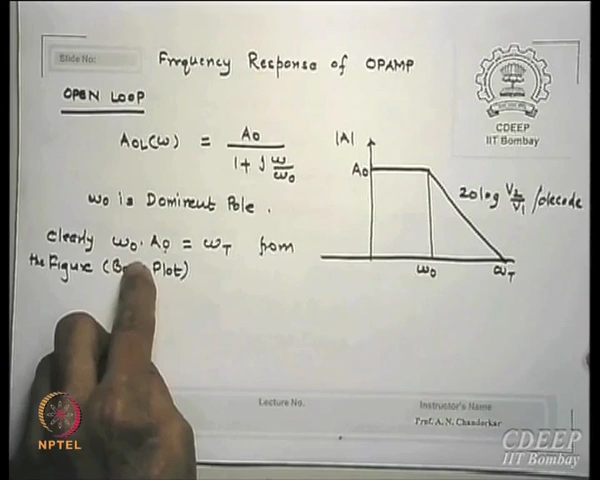 Slide No:
Frequency Response of OPAMP
OPEN LOOP
CDEEP
IIT Bombay
AOL(ω) = A0 / 1 + j ω/ω0
|A|
A0
20 log V2/V1 /decade
ω0 is Dominent Pole.
Clearly ω0 . A0 = ωT from
the Figure (Plot)
ω0
ωT
Lecture No.
Instructor's Name
Prof. A. N. Chandorkar
NPTEL
CDEEP
IIT Bombay